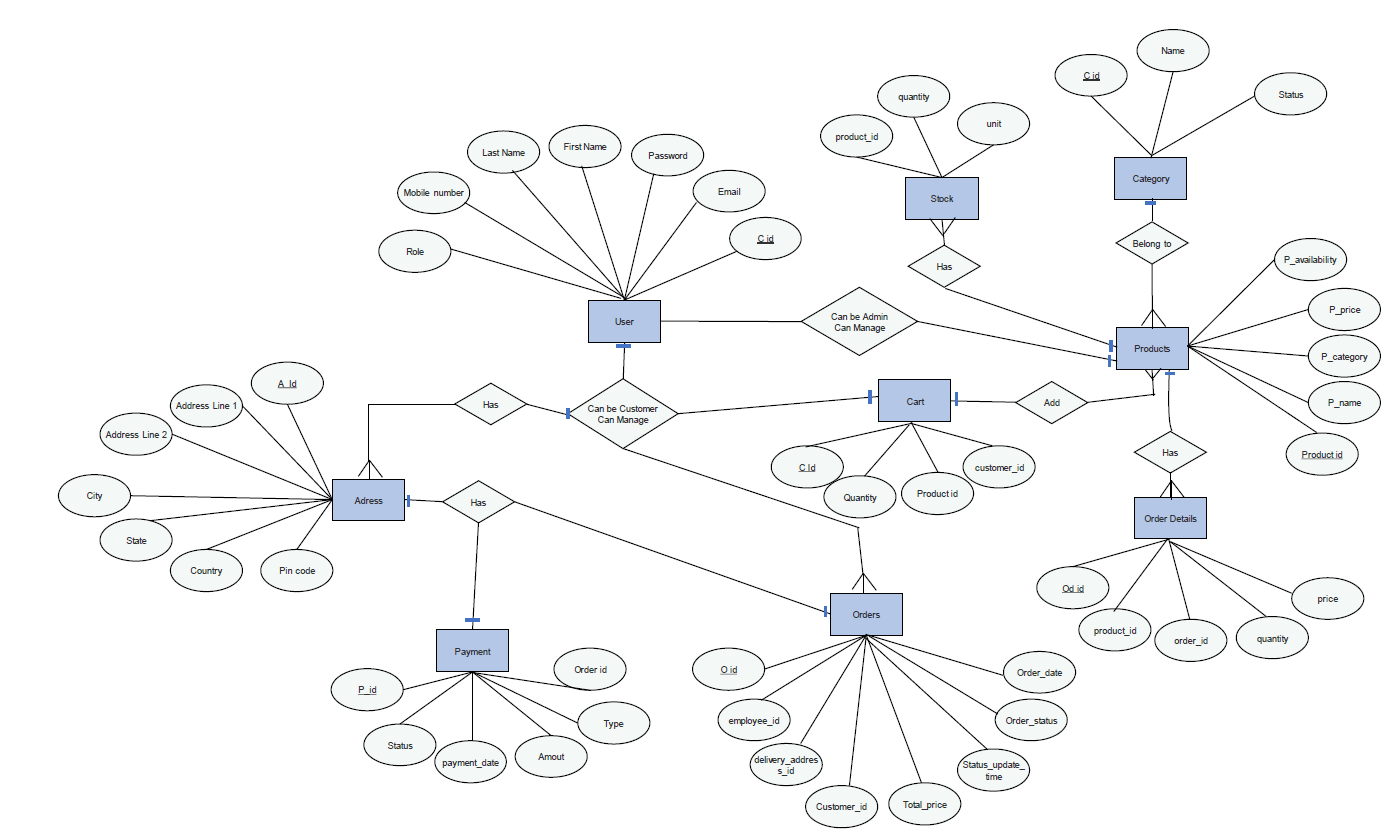 Name
C id
Status
quantity
product_id
unit
Last Name
First Name
Password
Mobile number
Email
C id
Role
Stock
Category
Belong to
Has
P_availability
User
Can be Admin
Can Manage
P_price
Products
P_category
A_Id
Address Line 1
Has
Can be Customer
Can Manage
Cart
Add
P_name
Address Line 2
C Id
customer_id
Has
Product id
City
Quantity
Product id
Adress
Has
Order Details
State
Country
Pin code
Od id
price
product_id
order_id
quantity
Orders
Payment
Order id
P_id
O id
Order_date
Type
employee_id
Order_status
Status
payment_date
Amout
delivery_addres
s_id
Status_update_
time
Customer_id
Total_price